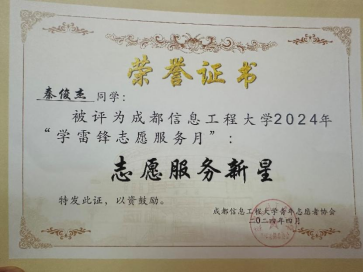 荣誉证书
秦俊杰 同学：
被评为成都信息工程大学2024年
“学雷锋志愿服务月”：
志愿服务新星
特发此证，以资鼓励。
成都信息工程大学青年志愿者协会
二〇二四年四月